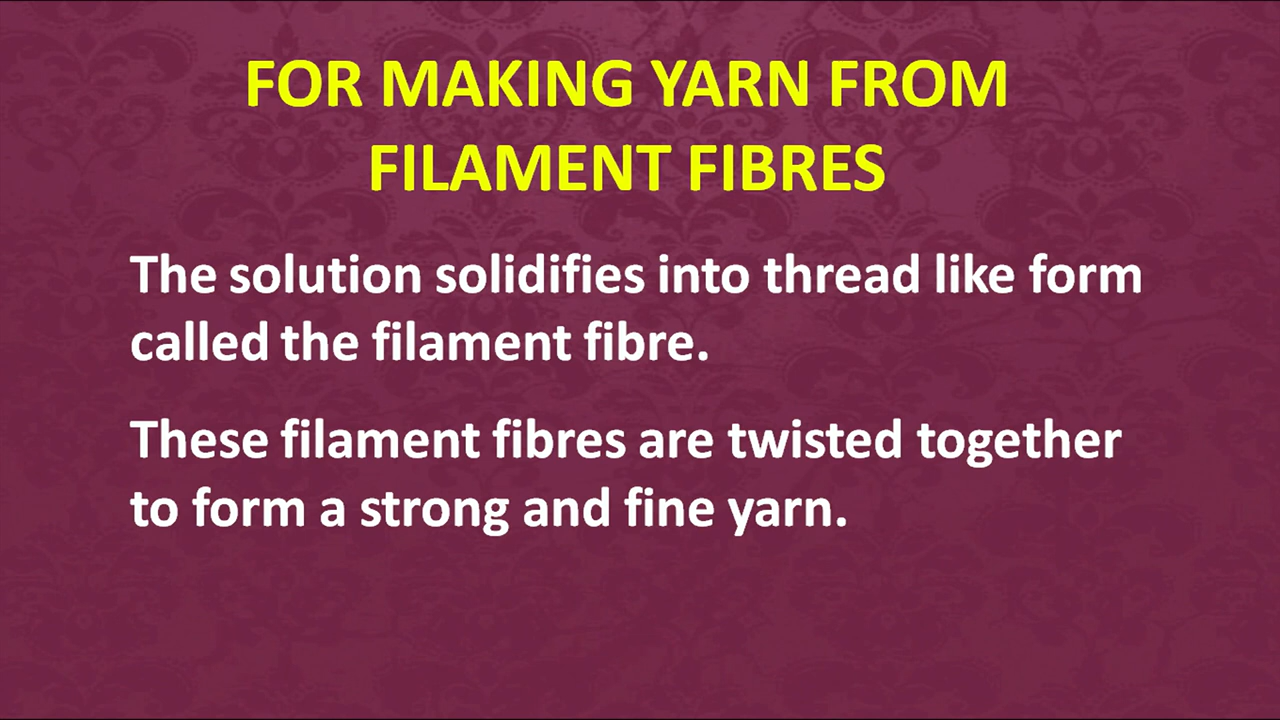 FOR MAKING YARN FROM
FILAMENT FIBRES
The solution solidifies into thread like form
called the filament fibre.
These filament fibres are twisted together
to form a strong and fine yarn.